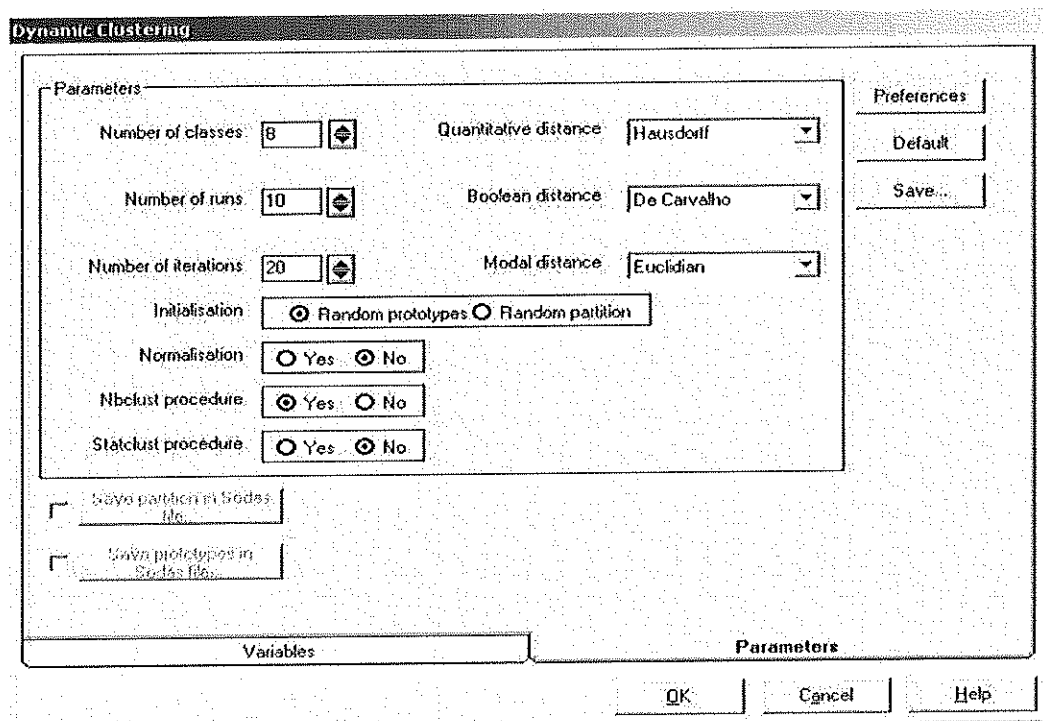 Dynamic Clustering
Parameters
Number of classes 8 Quantitative distance Hausdorff
Number of runs 10 Boolean distance De Carvalho
Number of iterations 20 Modal distance Euclidian
Initialisation Random prototypes Random partition
Normalisation Yes No
Nbclust procedure Yes No
Statclust procedure Yes No
Preferences
Default
Save...
Save partition in Sodas
file...
Save prototypes in
Sodas file...
Variables Parameters
OK Cancel Help